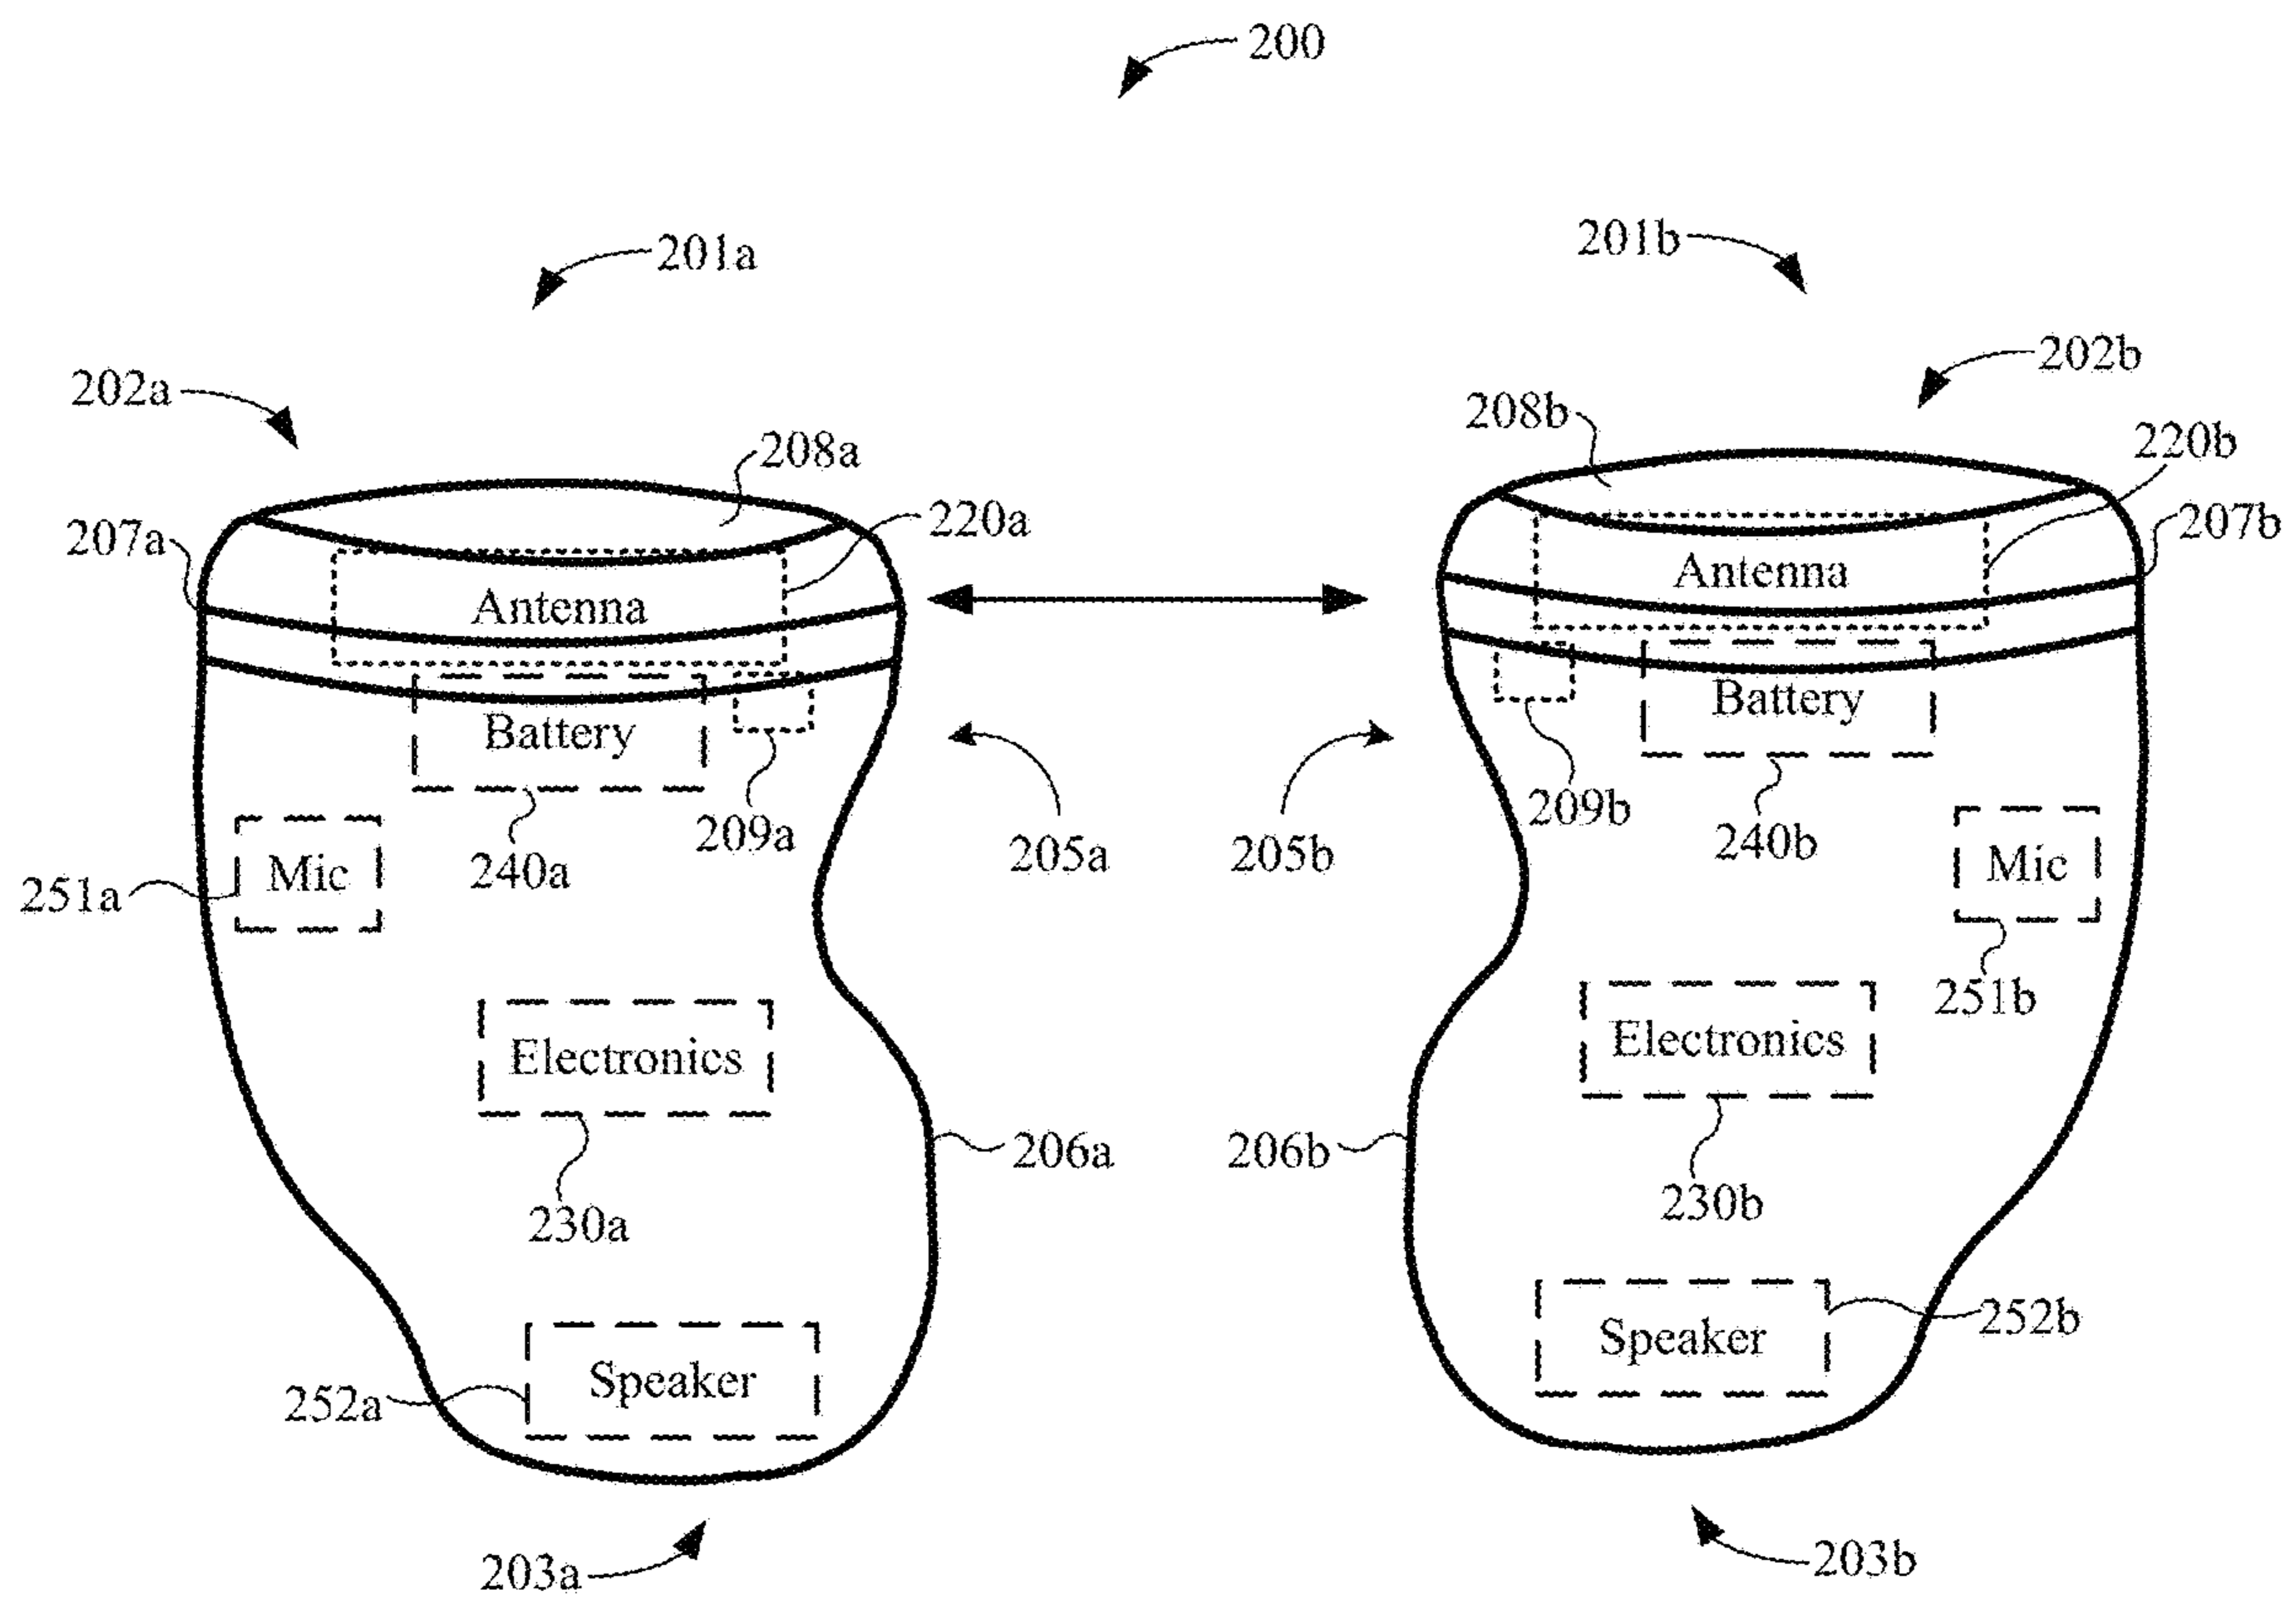 200
201a
201b
202a
202b
208a
208b
220a
220b
207a
207b
Antenna
Antenna
Battery
Battery
209a
209b
205a
205b
240a
240b
251a
Mic
Mic
251b
Electronics
Electronics
206a
206b
230a
230b
252a
Speaker
Speaker
252b
203a
203b